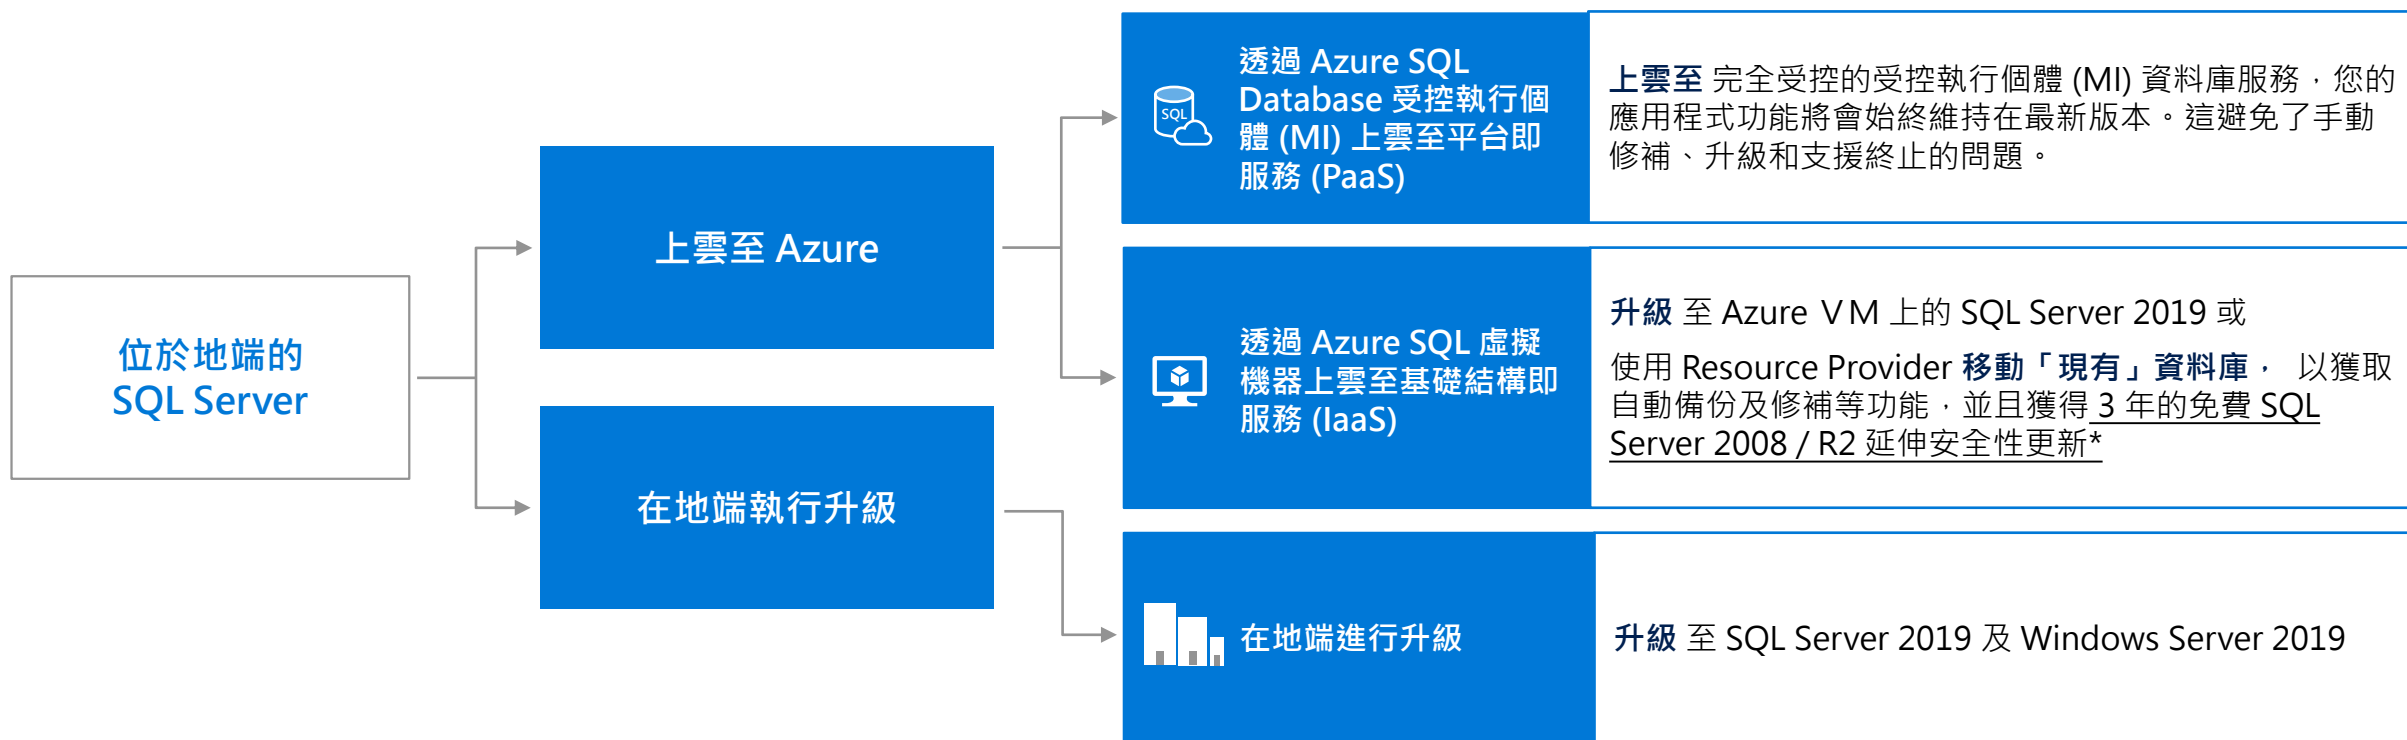 位於地端的
SQL Server
上雲至 Azure
在地端執行升級
透過 Azure SQL
Database 受控執行個
體 (MI) 上雲至平台即
服務 (PaaS)
SQL
上雲至 完全受控的受控執行個體 (MI) 資料庫服務，您的
應用程式功能將會始終維持在最新版本。這避免了手動
修補、升級和支援終止的問題。
透過 Azure SQL 虛擬
機器上雲至基礎結構即
服務 (IaaS)
升級 至 Azure ＶＭ 上的 SQL Server 2019 或
使用 Resource Provider 移動「現有」資料庫， 以獲取
自動備份及修補等功能，並且獲得 3 年的免費 SQL
Server 2008 / R2 延伸安全性更新*
在地端進行升級
升級 至 SQL Server 2019 及 Windows Server 2019